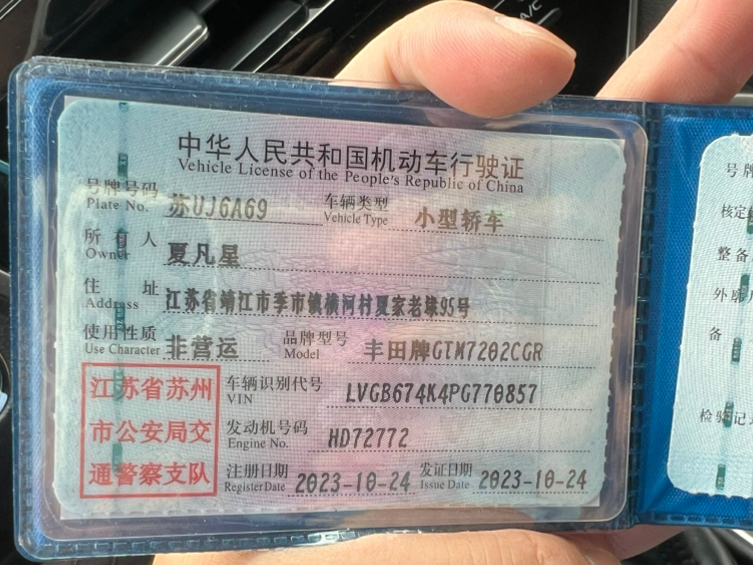 A/C
中华人民共和国机动车行驶证
Vehicle License of the People's Republic of China
号牌号码 苏UJ6A69 车辆类型 小型轿车
Plate No. Vehicle Type
所有人 夏凡星
Owner
住址 江苏省靖江市季市镇横河村夏家老埭95号
Address
使用性质 非营运 品牌型号 丰田牌GTM7202CGR
Use Character Model
江苏省苏州
市公安局交
通警察支队
车辆识别代号 LVGB674K4PG770857
VIN
发动机号码 HD72772
Engine No.
注册日期 2023-10-24 发证日期 2023-10-24
Register Date Issue Date
号牌
核定
整备
外廓
备
检验记